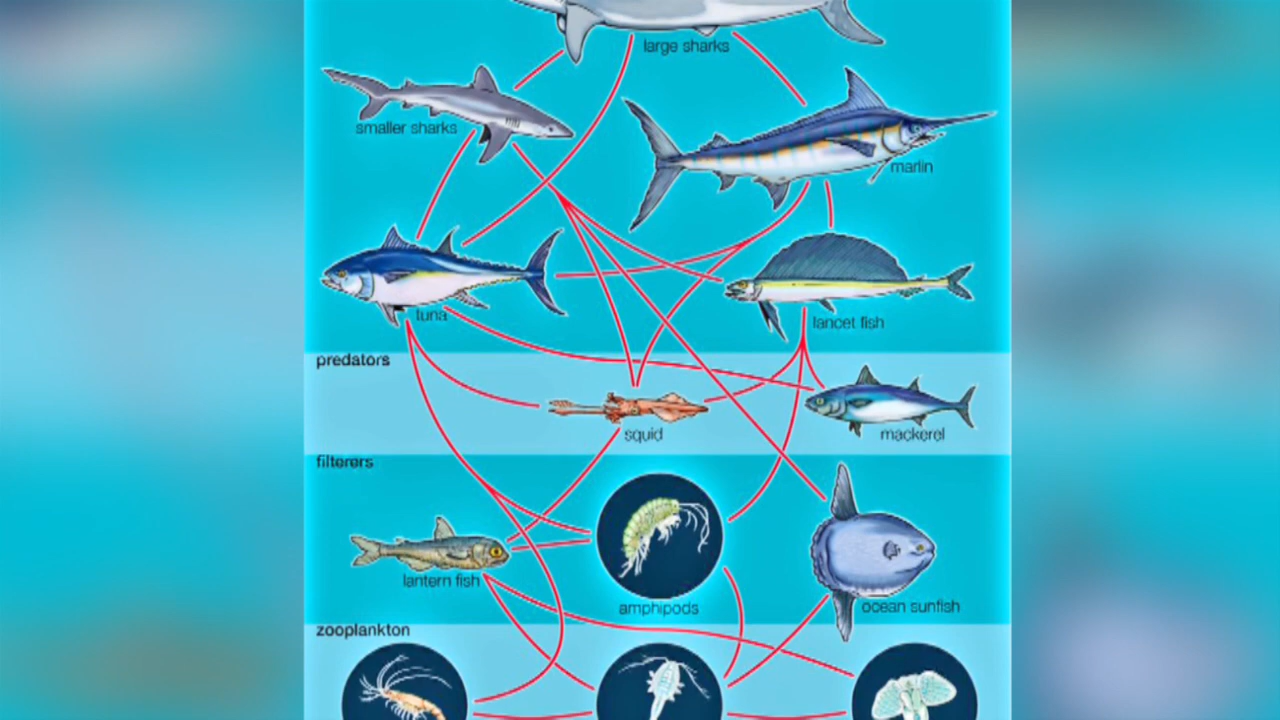 large sharks
smaller sharks
marlin
tuna
lancet fish
predators
squid
mackerel
filterers
lantern fish
amphipods
ocean sunfish
zooplankton